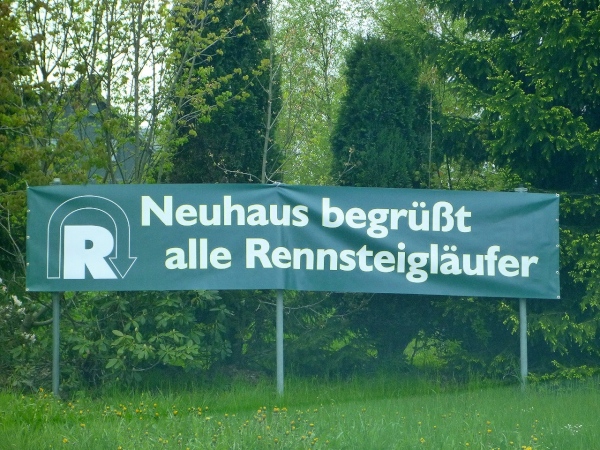 R
Neuhaus begrüßt
alle Rennsteigläufer